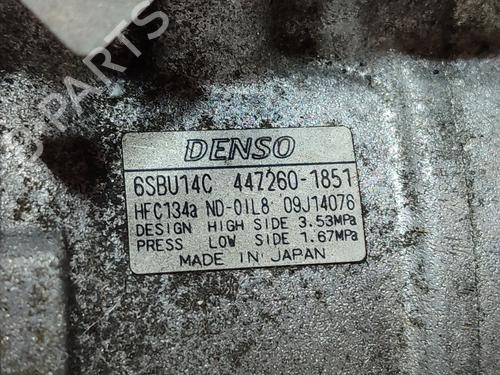 DENSO
6SBU14C 447260-1851
HFC134a ND-OIL8 09J14076
DESIGN HIGH SIDE 3.53MPa
PRESS LOW SIDE 1.67MPa
MADE IN JAPAN